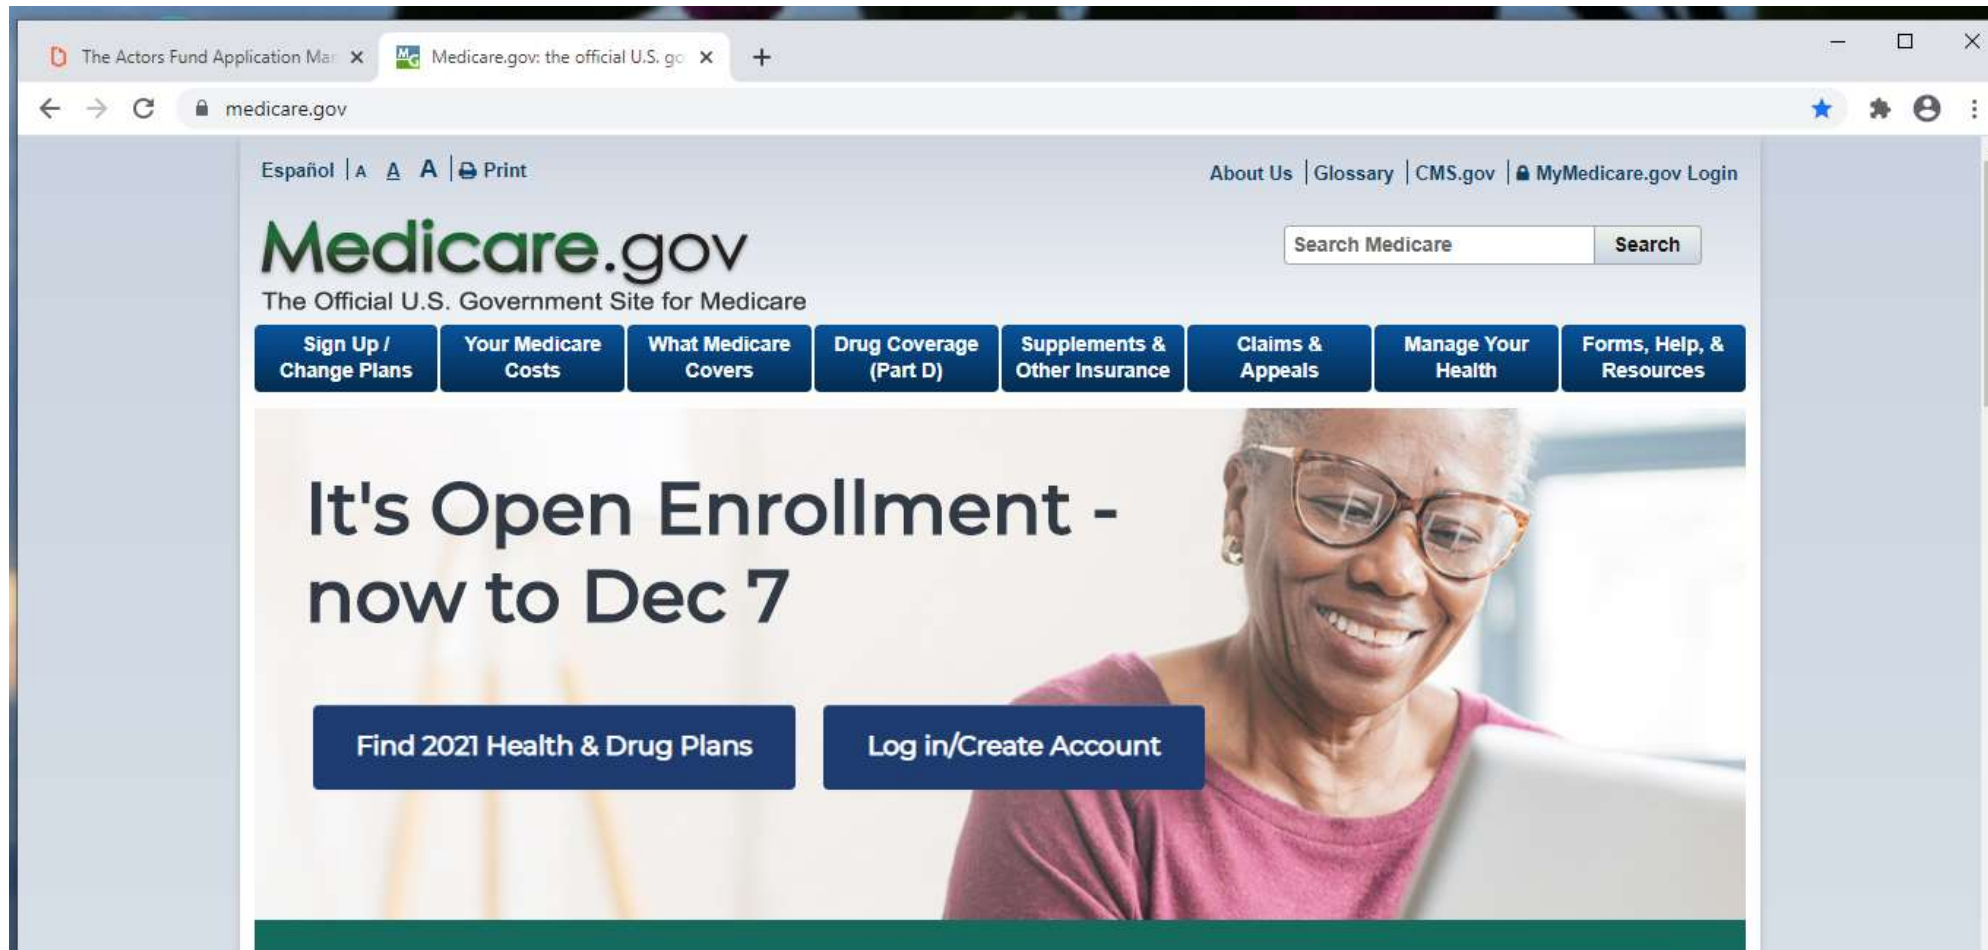 The Actors Fund Application Mar
Medicare.gov: the official U.S. go
medicare.gov
Español | A A A | Print
About Us | Glossary | CMS.gov | MyMedicare.gov Login
Medicare.gov
The Official U.S. Government Site for Medicare
Search Medicare
Search
Sign Up /
Change Plans
Your Medicare
Costs
What Medicare
Covers
Drug Coverage
(Part D)
Supplements &
Other Insurance
Claims &
Appeals
Manage Your
Health
Forms, Help, &
Resources
It's Open Enrollment -
now to Dec 7
Find 2021 Health & Drug Plans
Log in/Create Account